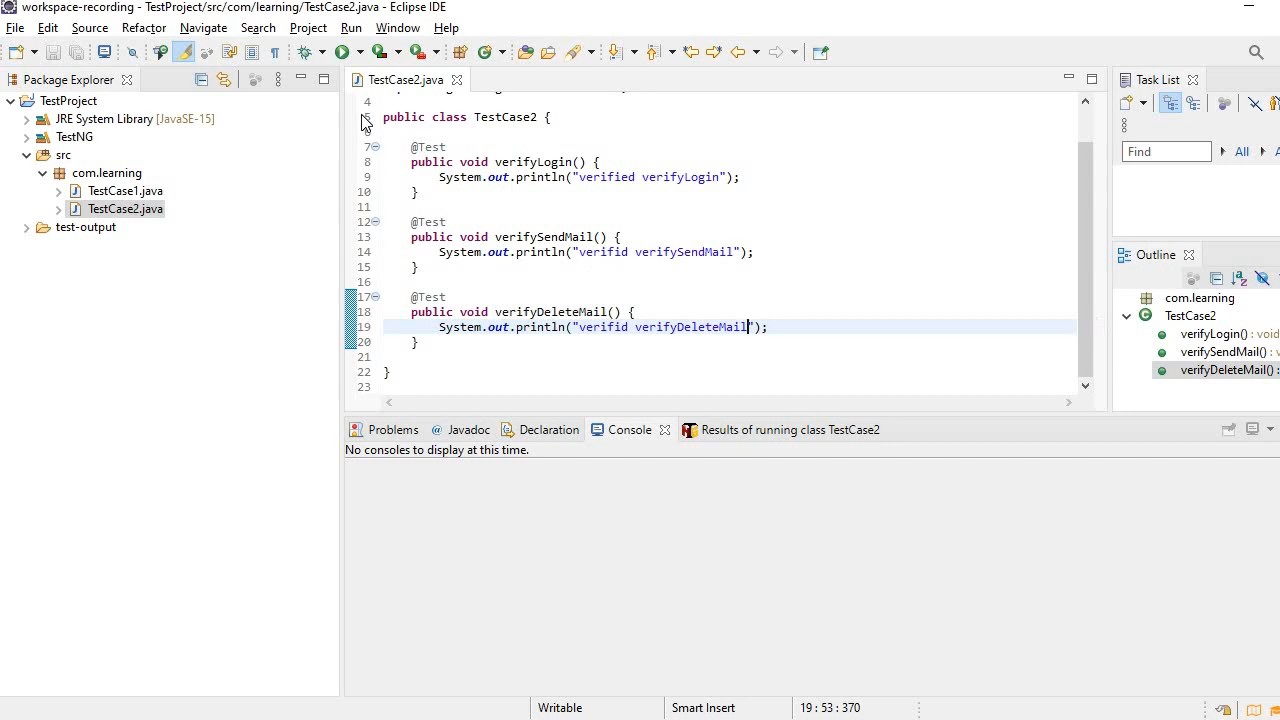 workspace-recording - TestProject/src/com/learning/TestCase2.java - Eclipse IDE
File Edit Source Refactor Navigate Search Project Run Window Help
Package Explorer
TestProject
JRE System Library [JavaSE-15]
TestNG
src
com.learning
TestCase1.java
TestCase2.java
test-output
TestCase2.java
4
5 public class TestCase2 {
6
7 @Test
8 public void verifyLogin() {
9 System.out.println("verified verifyLogin");
10 }
11
12 @Test
13 public void verifySendMail() {
14 System.out.println("verifid verifySendMail");
15 }
16
17 @Test
18 public void verifyDeleteMail() {
19 System.out.println("verifid verifyDeleteMail");
20 }
21
22 }
23
Task List
Find All
Outline
com.learning
TestCase2
verifyLogin() : void
verifySendMail() : void
verifyDeleteMail() :
Problems Javadoc Declaration Console Results of running class TestCase2
No consoles to display at this time.
Writable Smart Insert 19 : 53 : 370